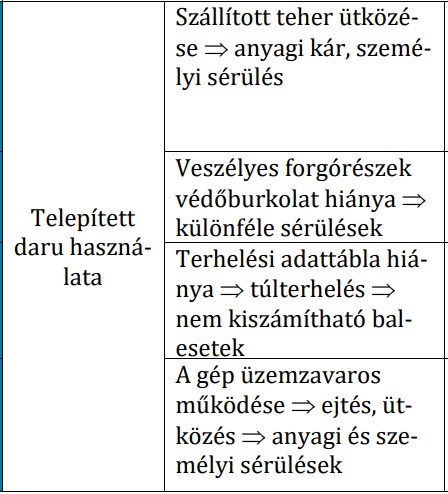 Szállított teher ütközé-
se ⇒ anyagi kár, szemé-
lyi sérülés
Telepített
daru haszná-
lata
Veszélyes forgórészek
védőburkolat hiánya ⇒
különféle sérülések
Terhelési adattábla hiá-
nya ⇒ túlterhelés ⇒
nem kiszámítható bal-
esetek
A gép üzemzavaros
működése ⇒ ejtés, üt-
közés ⇒ anyagi és sze-
mélyi sérülések